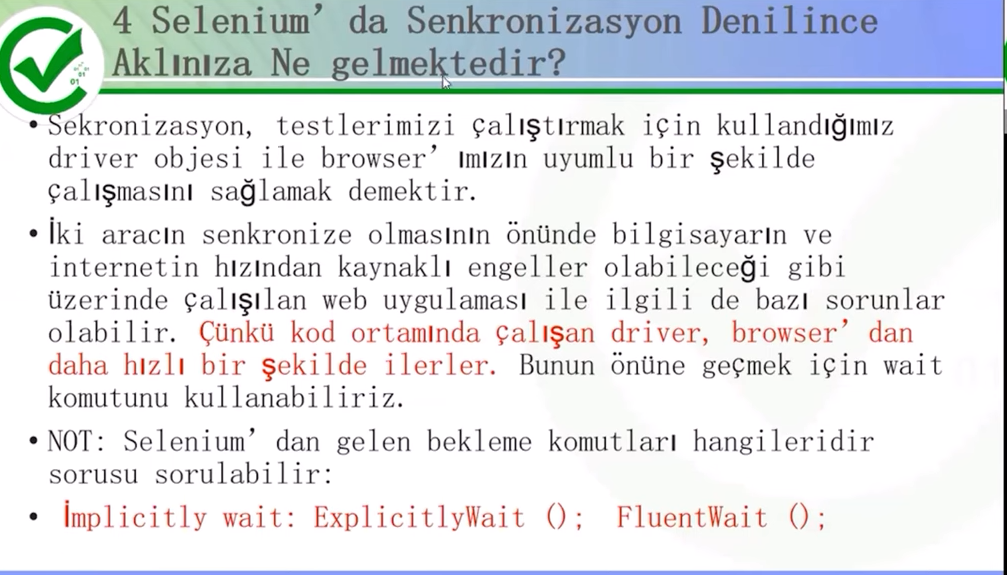 4 Selenium’ da Senkronizasyon Denilince
Aklınıza Ne gelmektedir?
• Sekronizasyon, testlerimizi çalıştırmak için kullandığımız
driver objesi ile browser’ ımızın uyumlu bir şekilde
çalışmasını sağlamak demektir.
• İki aracın senkronize olmasının önünde bilgisayarın ve
internetin hızından kaynaklı engeller olabileceği gibi
üzerinde çalışılan web uygulaması ile ilgili de bazı sorunlar
olabilir. Çünkü kod ortamında çalışan driver, browser’ dan
daha hızlı bir şekilde ilerler. Bunun önüne geçmek için wait
komutunu kullanabiliriz.
• NOT: Selenium’ dan gelen bekleme komutları hangileridir
sorusu sorulabilir:
• İmplicitly wait: ExplicitlyWait (); FluentWait ();